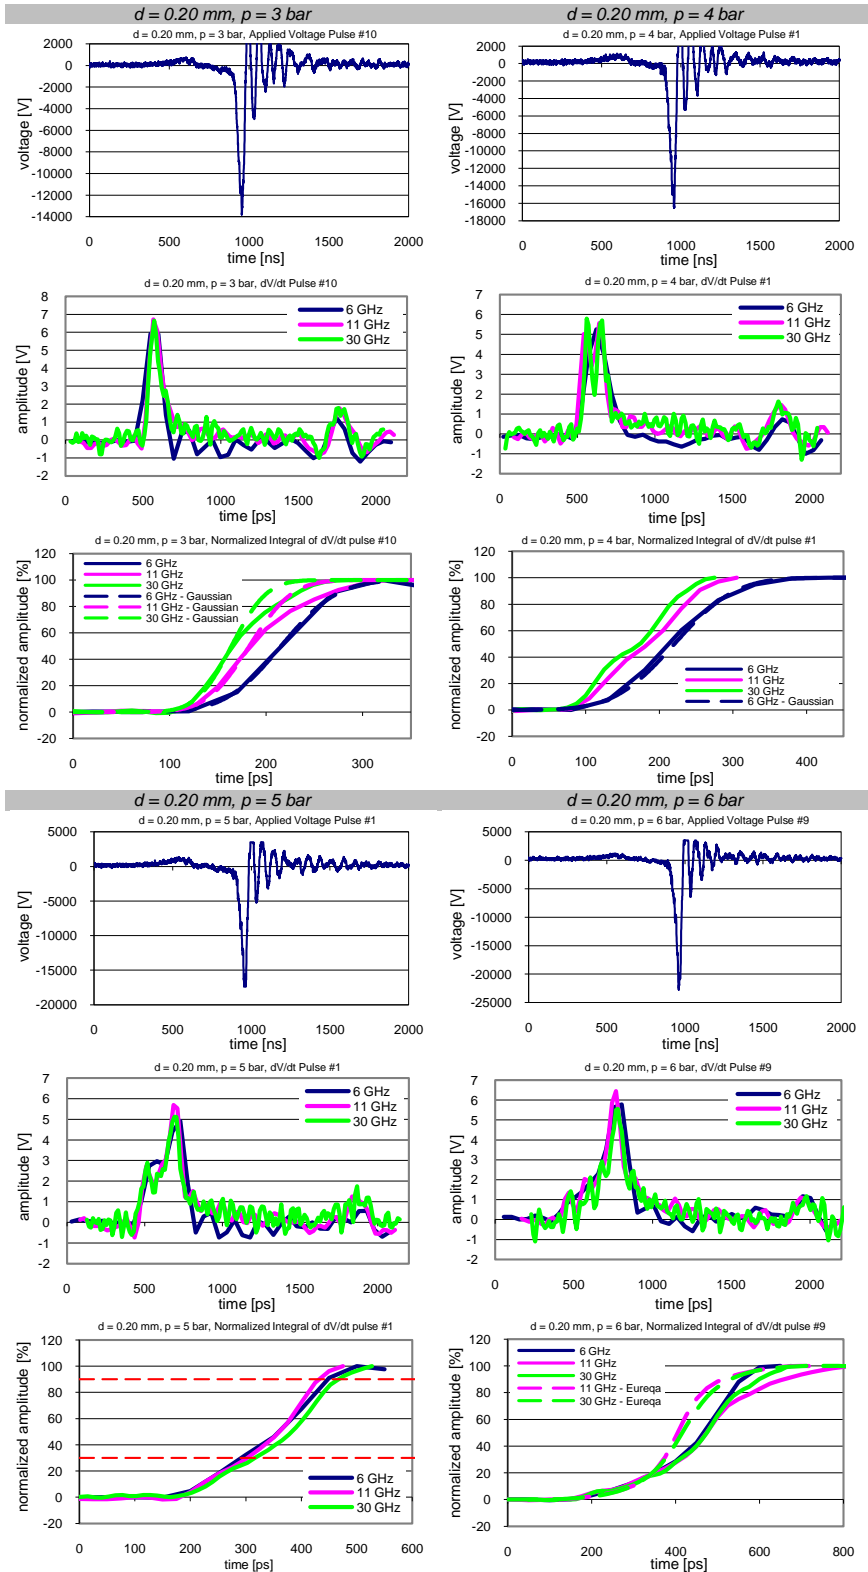 d = 0.20 mm, p = 3 bar
d = 0.20 mm, p = 3 bar, Applied Voltage Pulse #10
voltage [V]
2000
0
-2000
-4000
-6000
-8000
-10000
-12000
-14000
0 500 1000 1500 2000
time [ns]
d = 0.20 mm, p = 3 bar, dV/dt Pulse #10
amplitude [V]
8
7
6
5
4
3
2
1
0
-1
-2
6 GHz
11 GHz
30 GHz
0 500 1000 1500 2000
time [ps]
d = 0.20 mm, p = 3 bar, Normalized Integral of dV/dt pulse #10
normalized amplitude [%]
120
100
80
60
40
20
0
-20
6 GHz
11 GHz
30 GHz
6 GHz - Gaussian
11 GHz - Gaussian
30 GHz - Gaussian
0 100 200 300
time [ps]
d = 0.20 mm, p = 4 bar
d = 0.20 mm, p = 4 bar, Applied Voltage Pulse #1
voltage [V]
2000
0
-2000
-4000
-6000
-8000
-10000
-12000
-14000
-16000
-18000
0 500 1000 1500 2000
time [ns]
d = 0.20 mm, p = 4 bar, dV/dt Pulse #1
amplitude [V]
7
6
5
4
3
2
1
0
-1
-2
6 GHz
11 GHz
30 GHz
0 500 1000 1500 2000
time [ps]
d = 0.20 mm, p = 4 bar, Normalized Integral of dV/dt pulse #1
normalized amplitude [%]
120
100
80
60
40
20
0
-20
6 GHz
11 GHz
30 GHz
6 GHz - Gaussian
0 100 200 300 400
time [ps]
d = 0.20 mm, p = 5 bar
d = 0.20 mm, p = 5 bar, Applied Voltage Pulse #1
voltage [V]
5000
0
-5000
-10000
-15000
-20000
0 500 1000 1500 2000
time [ns]
d = 0.20 mm, p = 5 bar, dV/dt Pulse #1
amplitude [V]
7
6
5
4
3
2
1
0
-1
-2
6 GHz
11 GHz
30 GHz
0 500 1000 1500 2000
time [ps]
d = 0.20 mm, p = 5 bar, Normalized Integral of dV/dt pulse #1
normalized amplitude [%]
120
100
80
60
40
20
0
-20
6 GHz
11 GHz
30 GHz
0 100 200 300 400 500 600
time [ps]
d = 0.20 mm, p = 6 bar
d = 0.20 mm, p = 6 bar, Applied Voltage Pulse #9
voltage [V]
5000
0
-5000
-10000
-15000
-20000
-25000
0 500 1000 1500 2000
time [ns]
d = 0.20 mm, p = 6 bar, dV/dt Pulse #9
amplitude [V]
7
6
5
4
3
2
1
0
-1
-2
6 GHz
11 GHz
30 GHz
0 500 1000 1500 2000
time [ps]
d = 0.20 mm, p = 6 bar, Normalized Integral of dV/dt pulse #9
normalized amplitude [%]
120
100
80
60
40
20
0
-20
6 GHz
11 GHz
30 GHz
11 GHz - Eureqa
30 GHz - Eureqa
0 200 400 600 800
time [ps]